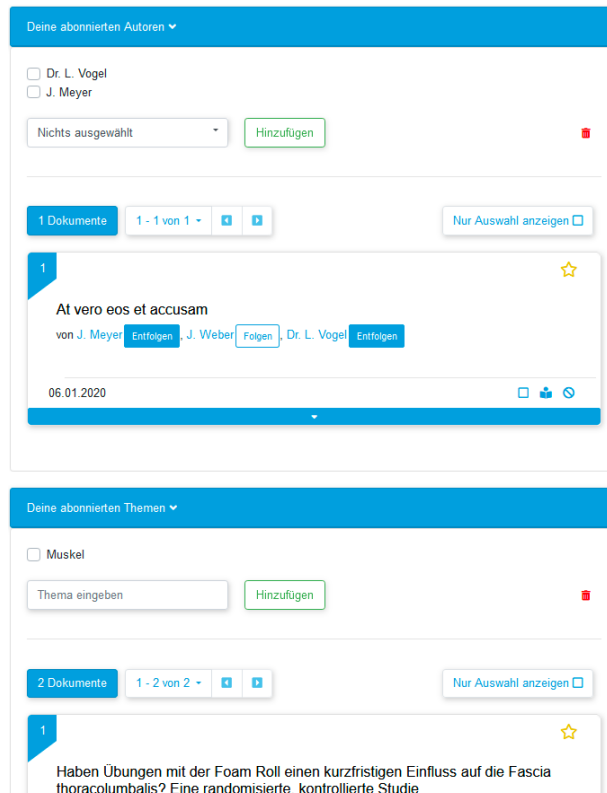 Deine abonnierten Autoren
Dr. L. Vogel
J. Meyer
Nichts ausgewählt Hinzufügen
1 Dokumente 1 - 1 von 1 Nur Auswahl anzeigen
1
At vero eos et accusam
von J. Meyer Entfolgen , J. Weber Folgen , Dr. L. Vogel Entfolgen
06.01.2020
Deine abonnierten Themen
Muskel
Thema eingeben Hinzufügen
2 Dokumente 1 - 2 von 2 Nur Auswahl anzeigen
1
Haben Übungen mit der Foam Roll einen kurzfristigen Einfluss auf die Fascia
thoracolumbalis? Eine randomisierte, kontrollierte Studie